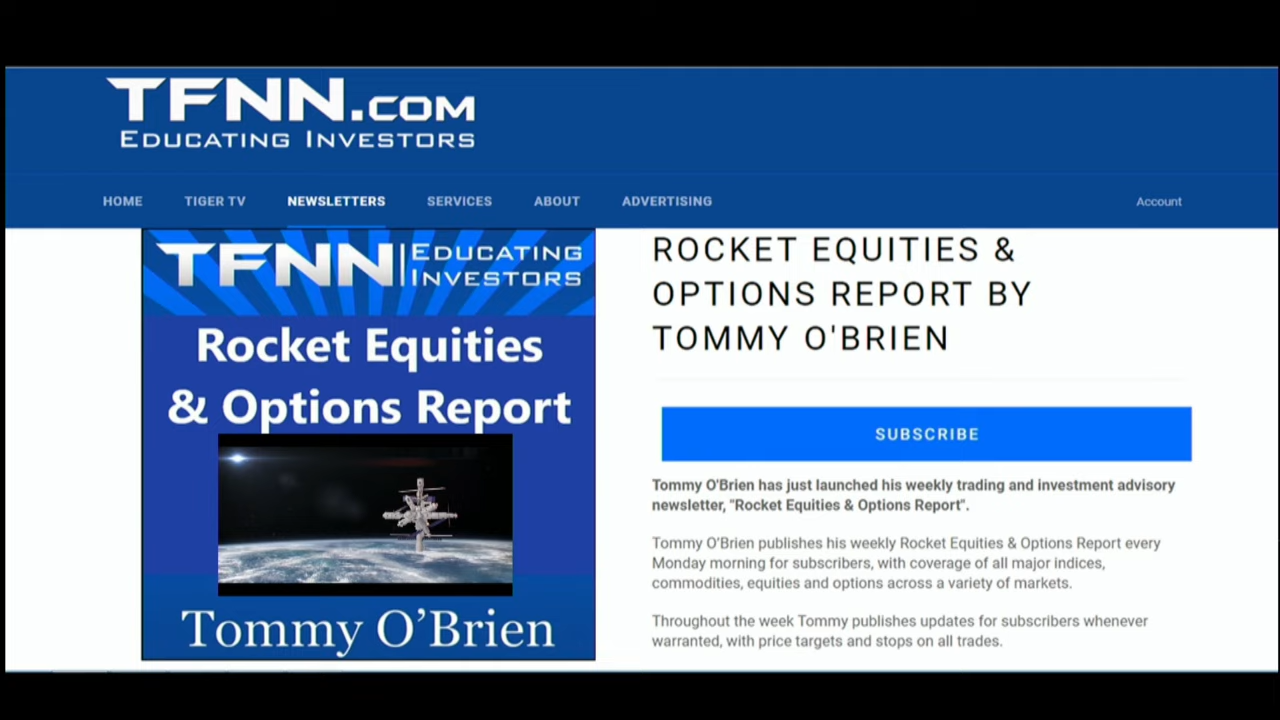 TFNN.COM
EDUCATING INVESTORS
HOME TIGER TV NEWSLETTERS SERVICES ABOUT ADVERTISING Account
TFNN EDUCATING
INVESTORS
Rocket Equities
& Options Report
Tommy O’Brien
ROCKET EQUITIES &
OPTIONS REPORT BY
TOMMY O'BRIEN
SUBSCRIBE
Tommy O'Brien has just launched his weekly trading and investment advisory
newsletter, "Rocket Equities & Options Report".
Tommy O’Brien publishes his weekly Rocket Equities & Options Report every
Monday morning for subscribers, with coverage of all major indices,
commodities, equities and options across a variety of markets.
Throughout the week Tommy publishes updates for subscribers whenever
warranted, with price targets and stops on all trades.